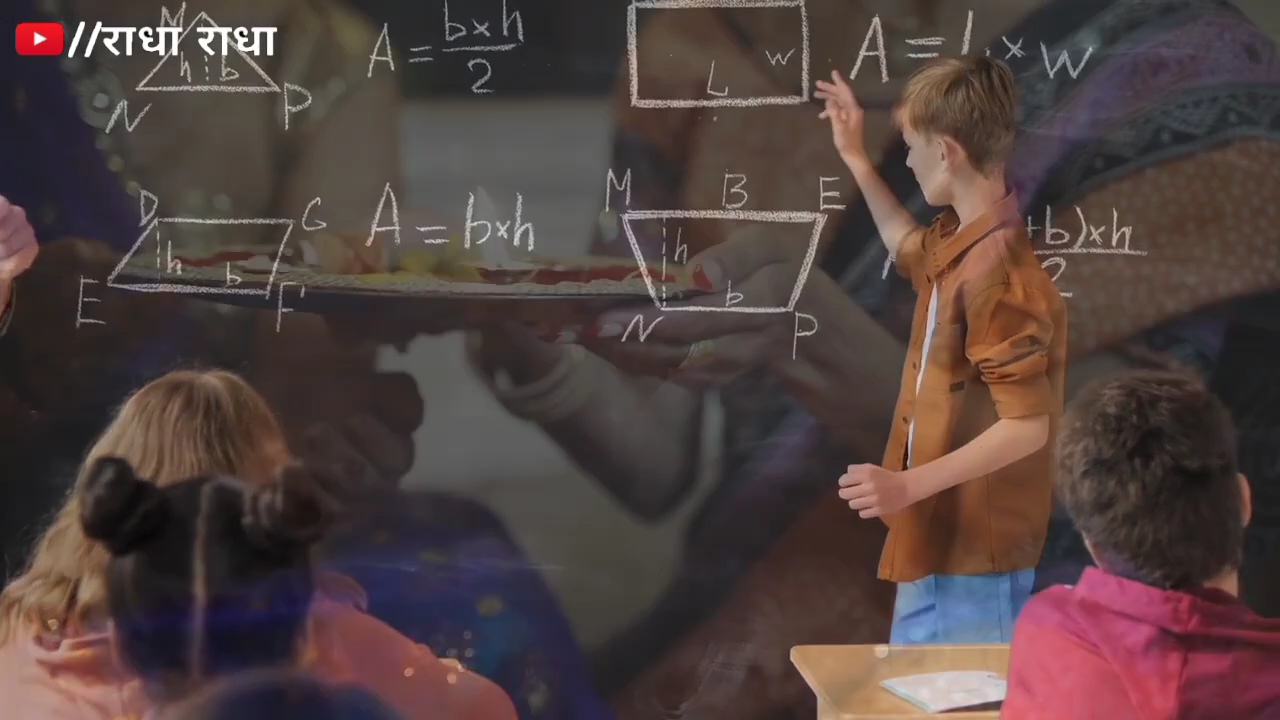 //राधा राधा
M
A = b×h/2
h b
N P
L w
A = L × w
D G
A = b×h
h b
E F
M B E
h
b
N P
+b)×h
2